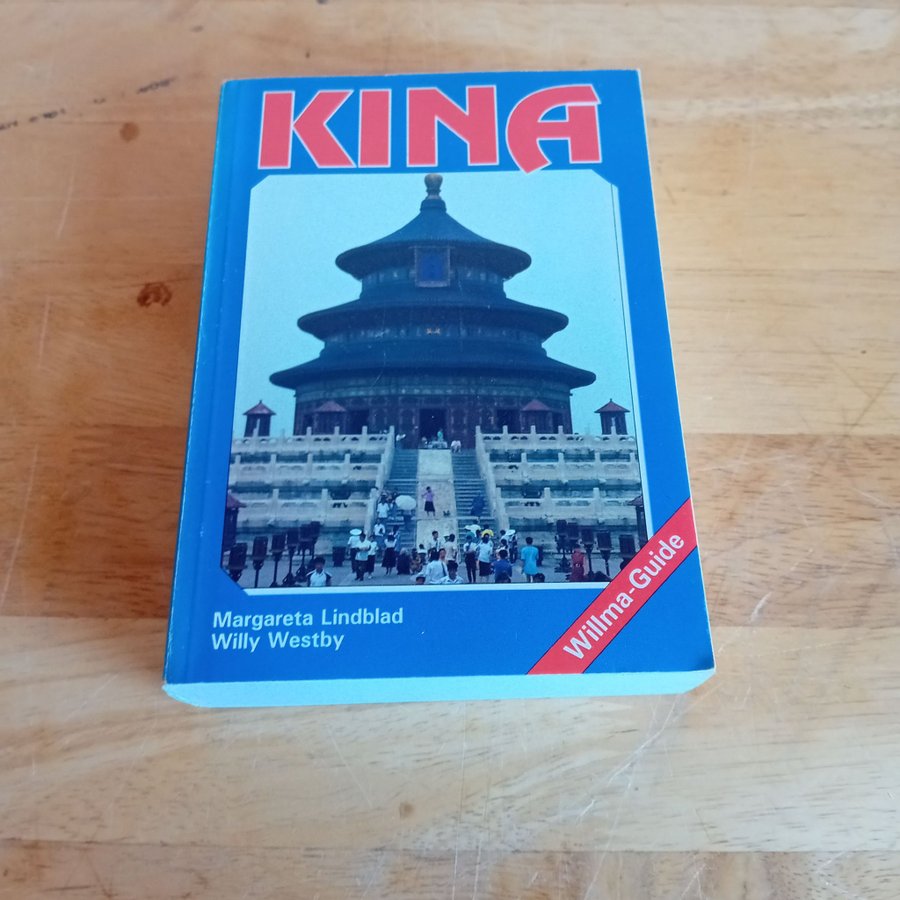 KINA
Margareta Lindblad
Willy Westby
Willma-Guide